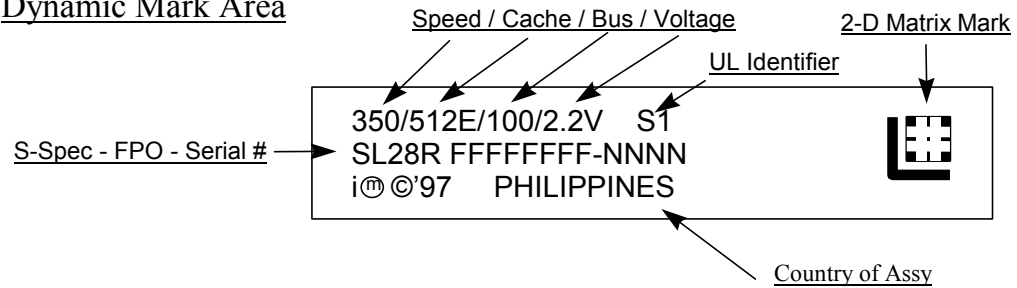 Dynamic Mark Area
Speed / Cache / Bus / Voltage
2-D Matrix Mark
UL Identifier
350/512E/100/2.2V S1
S-Spec - FPO - Serial #
SL28R FFFFFFFF-NNNN
iⓜ©'97 PHILIPPINES
Country of Assy